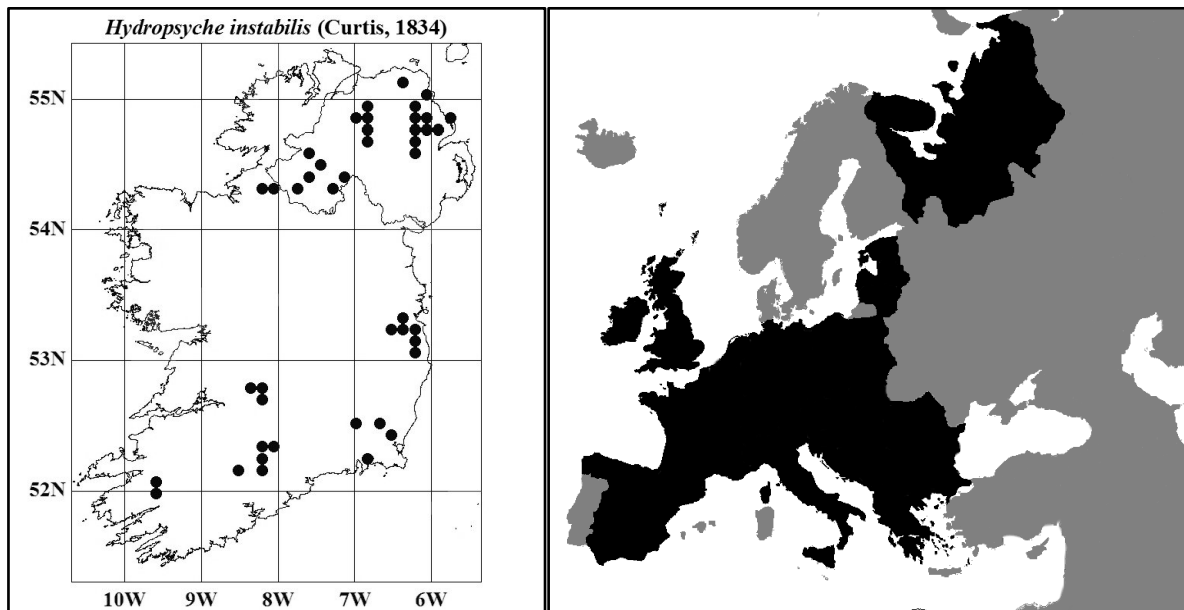 Hydropsyche instabilis (Curtis, 1834)
55N
54N
53N
52N
10W 9W 8W 7W 6W